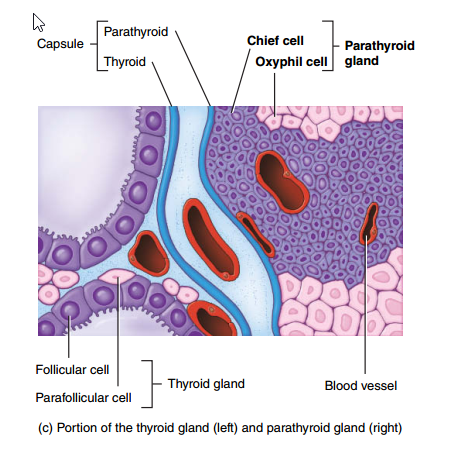 Capsule
Parathyroid
Thyroid
Chief cell
Oxyphil cell
Parathyroid
gland
Follicular cell
Parafollicular cell
Thyroid gland
Blood vessel
(c) Portion of the thyroid gland (left) and parathyroid gland (right)